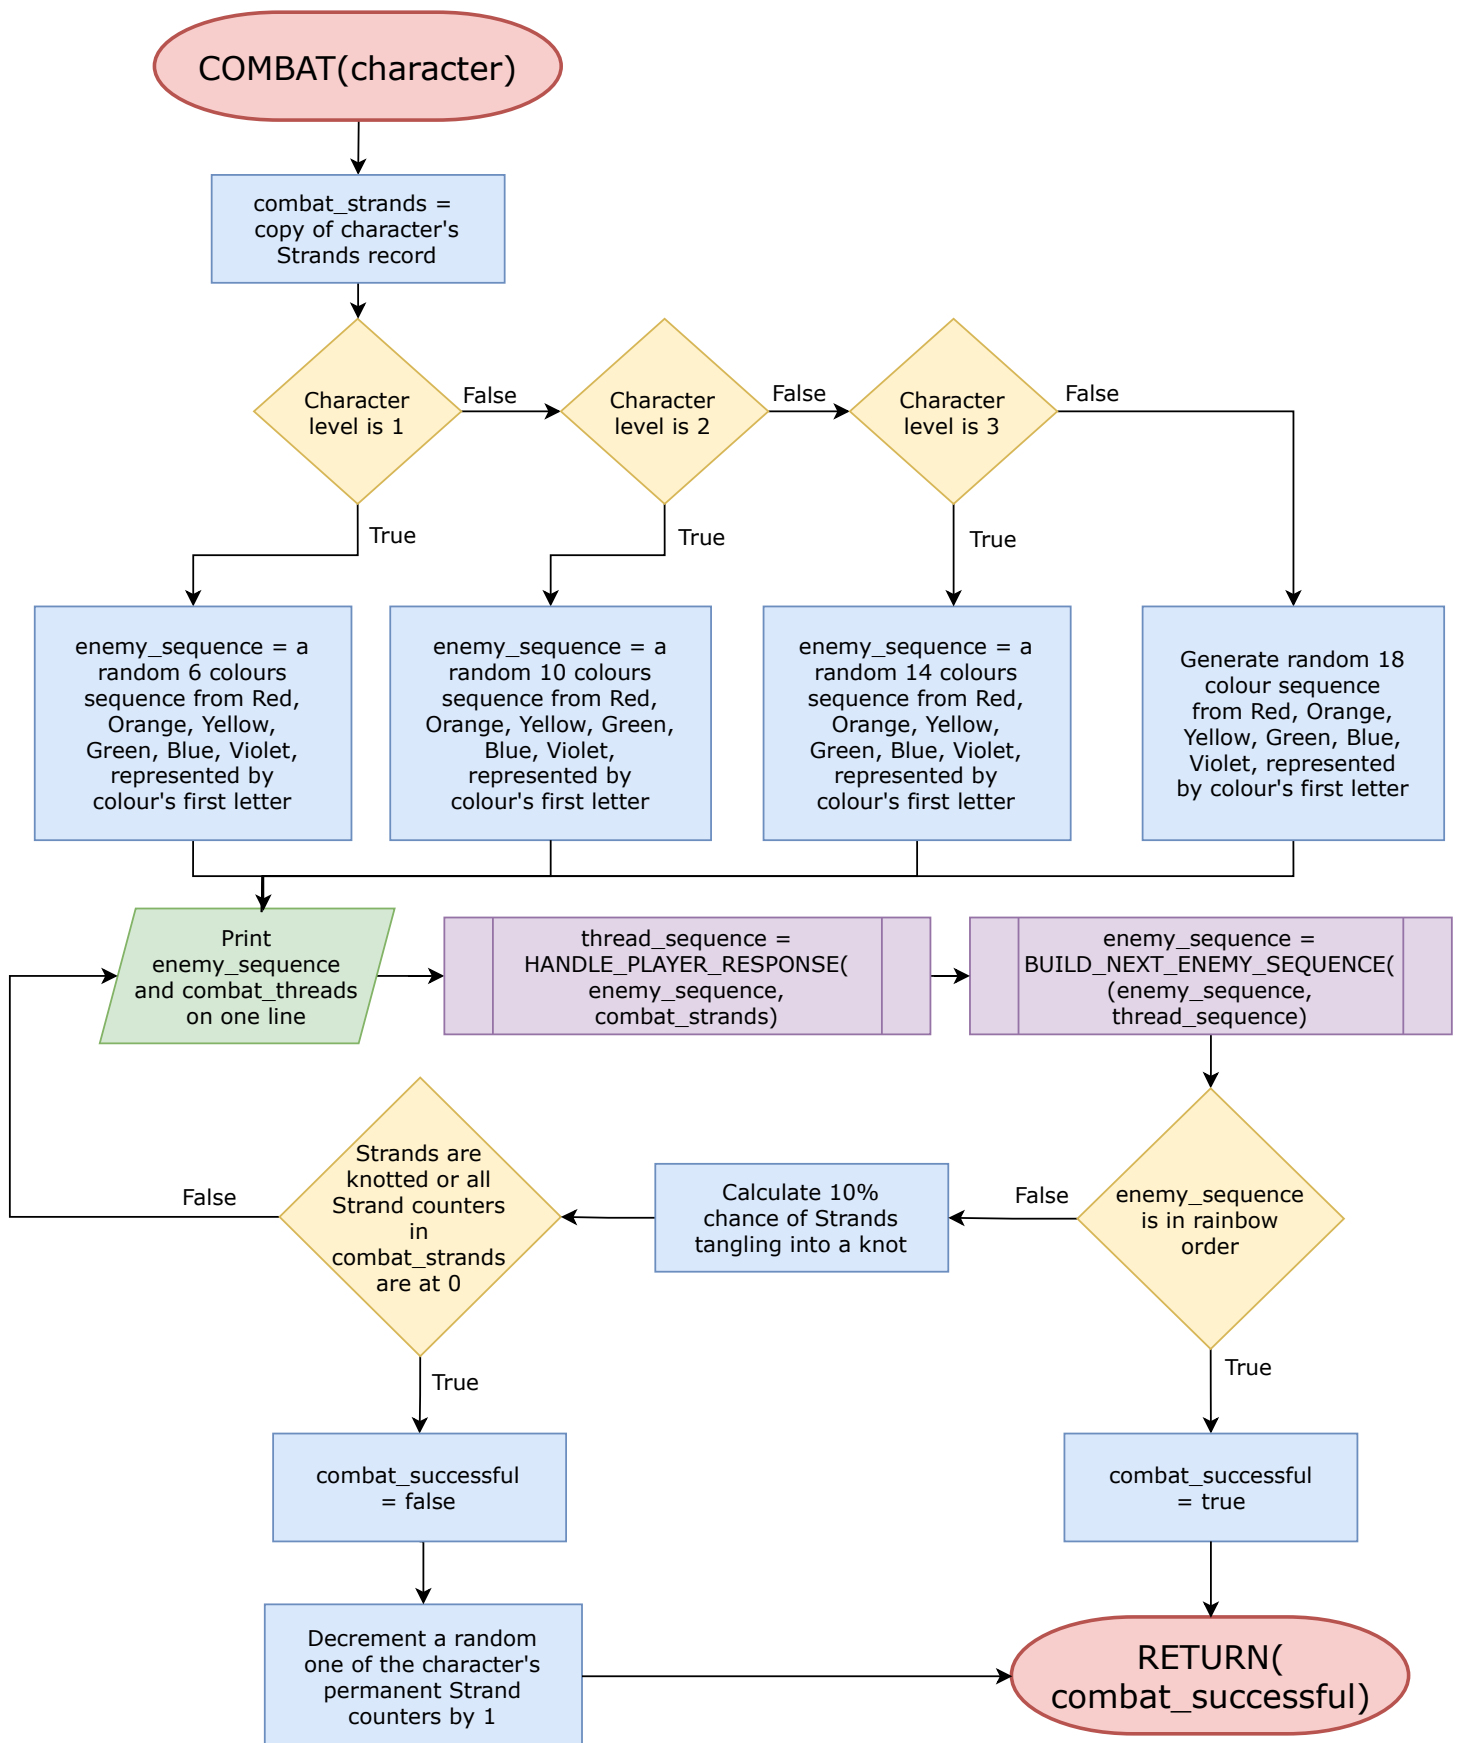 COMBAT(character)
combat_strands =
copy of character's
Strands record
Character
level is 1
False
Character
level is 2
False
Character
level is 3
False
True
True
True
enemy_sequence = a
random 6 colours
sequence from Red,
Orange, Yellow,
Green, Blue, Violet,
represented by
colour's first letter
enemy_sequence = a
random 10 colours
sequence from Red,
Orange, Yellow, Green,
Blue, Violet,
represented by
colour's first letter
enemy_sequence = a
random 14 colours
sequence from Red,
Orange, Yellow,
Green, Blue, Violet,
represented by
colour's first letter
Generate random 18
colour sequence
from Red, Orange,
Yellow, Green, Blue,
Violet, represented
by colour's first letter
Print
enemy_sequence
and combat_threads
on one line
thread_sequence =
HANDLE_PLAYER_RESPONSE(
enemy_sequence,
combat_strands)
enemy_sequence =
BUILD_NEXT_ENEMY_SEQUENCE(
(enemy_sequence,
thread_sequence)
enemy_sequence
is in rainbow
order
False
Calculate 10%
chance of Strands
tangling into a knot
Strands are
knotted or all
Strand counters
in
combat_strands
are at 0
False
True
True
combat_successful
= false
combat_successful
= true
Decrement a random
one of the character's
permanent Strand
counters by 1
RETURN(
combat_successful)